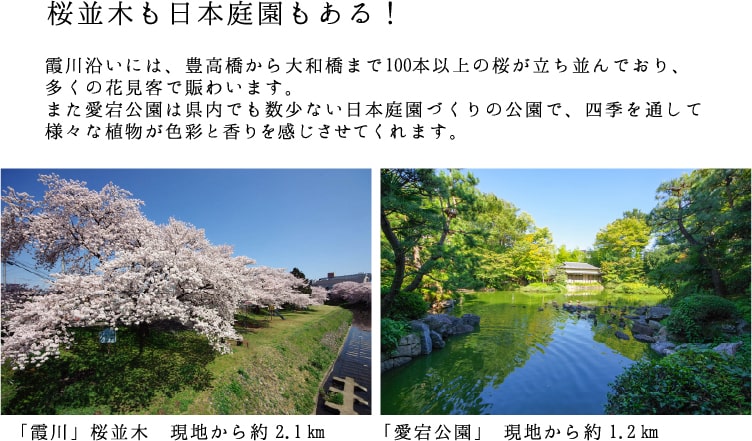 桜並木も日本庭園もある！
霞川沿いには、豊高橋から大和橋まで100本以上の桜が立ち並んでおり、
多くの花見客で賑わいます。
また愛宕公園は県内でも数少ない日本庭園づくりの公園で、四季を通して
様々な植物が色彩と香りを感じさせてくれます。
「霞川」桜並木　現地から約 2.1㎞
「愛宕公園」 現地から約 1.2㎞